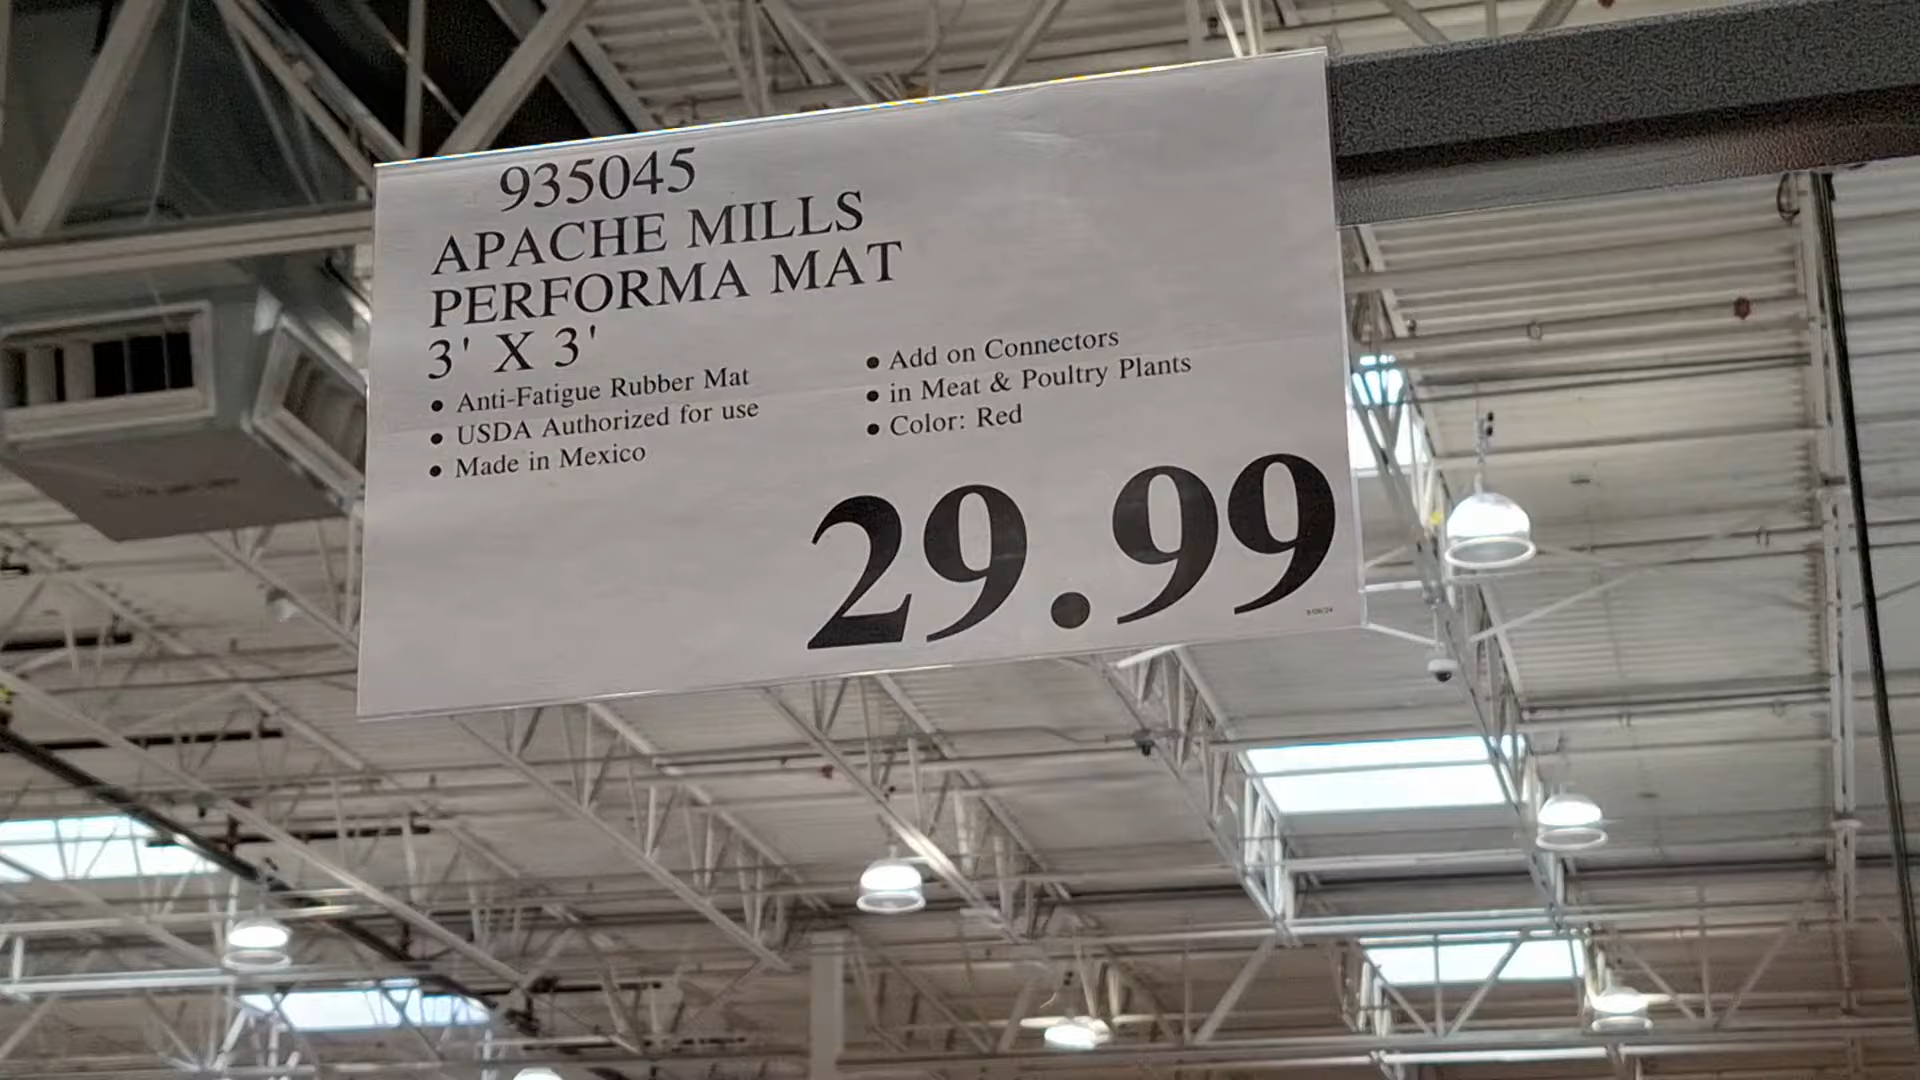 935045
APACHE MILLS
PERFORMA MAT
3' X 3'
• Anti-Fatigue Rubber Mat
• USDA Authorized for use
• Made in Mexico
• Add on Connectors
• in Meat & Poultry Plants
• Color: Red
29.99